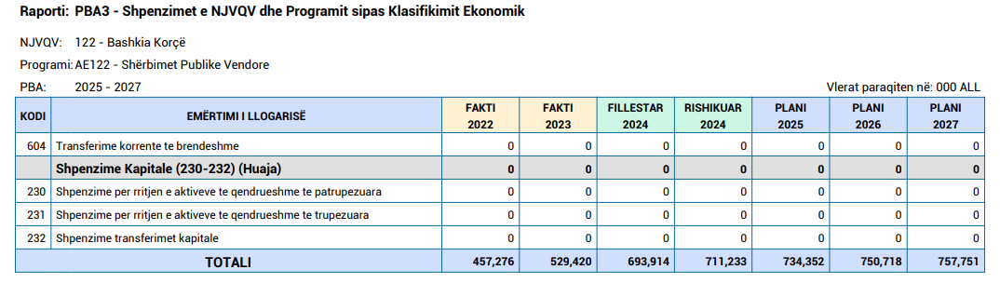 Raporti: PBA3 - Shpenzimet e NJVQV dhe Programit sipas Klasifikimit Ekonomik
NJVQV: 122 - Bashkia Korçë
Programi: AE122 - Shërbimet Publike Vendore
PBA: 2025 - 2027 Vlerat paraqiten në: 000 ALL
KODI EMËRTIMI I LLOGARISË FAKTI 2022 FAKTI 2023 FILLESTAR 2024 RISHIKUAR 2024 PLANI 2025 PLANI 2026 PLANI 2027
604 Transferime korrente te brendeshme 0 0 0 0 0 0 0
Shpenzime Kapitale (230-232) (Huaja) 0 0 0 0 0 0 0
230 Shpenzime per rritjen e aktiveve te qendrueshme te patrupezuara 0 0 0 0 0 0 0
231 Shpenzime per rritjen e aktiveve te qendrueshme te trupezuara 0 0 0 0 0 0 0
232 Shpenzime transferimet kapitale 0 0 0 0 0 0 0
TOTALI 457,276 529,420 693,914 711,233 734,352 750,718 757,751